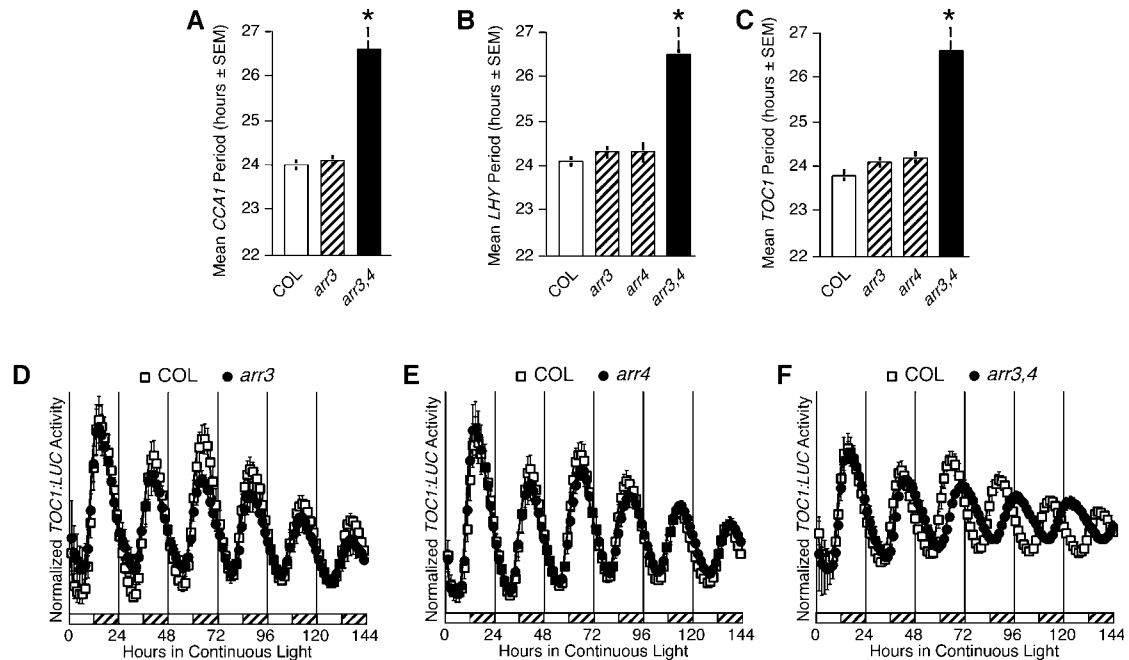 A
Mean CCA1 Period (hours ± SEM)
27
26
25
24
23
22
*
COL
arr3
arr3,4
B
Mean LHY Period (hours ± SEM)
27
26
25
24
23
22
*
COL
arr3
arr4
arr3,4
C
Mean TOC1 Period (hours ± SEM)
27
26
25
24
23
22
*
COL
arr3
arr4
arr3,4
D
COL arr3
Normalized TOC1:LUC Activity
0 24 48 72 96 120 144
Hours in Continuous Light
E
COL arr4
Normalized TOC1:LUC Activity
0 24 48 72 96 120 144
Hours in Continuous Light
F
COL arr3,4
Normalized TOC1:LUC Activity
0 24 48 72 96 120 144
Hours in Continuous Light